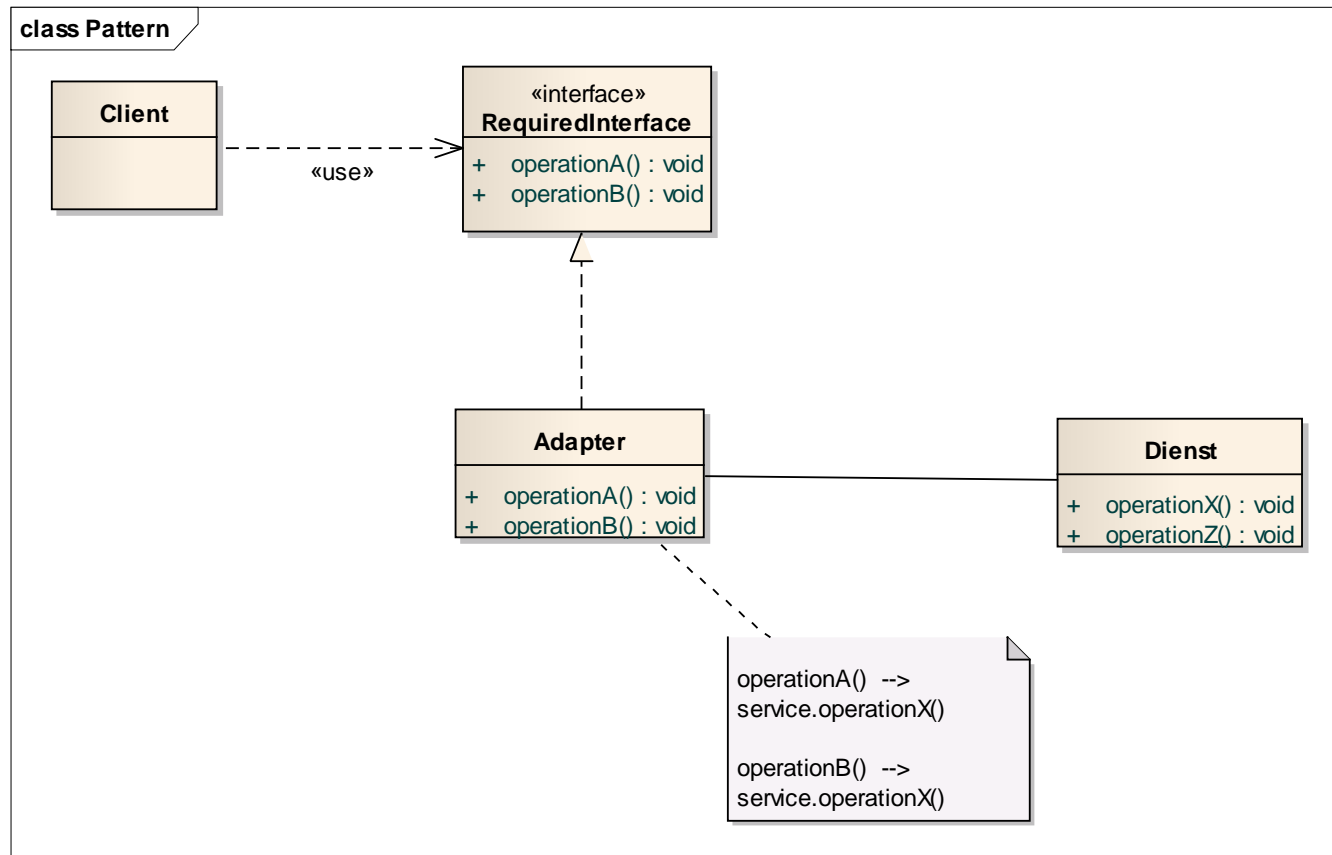 class Pattern
Client
«use»
«interface»
RequiredInterface
+ operationA() : void
+ operationB() : void
Adapter
+ operationA() : void
+ operationB() : void
Dienst
+ operationX() : void
+ operationZ() : void
operationA() -->
service.operationX()
operationB() -->
service.operationX()